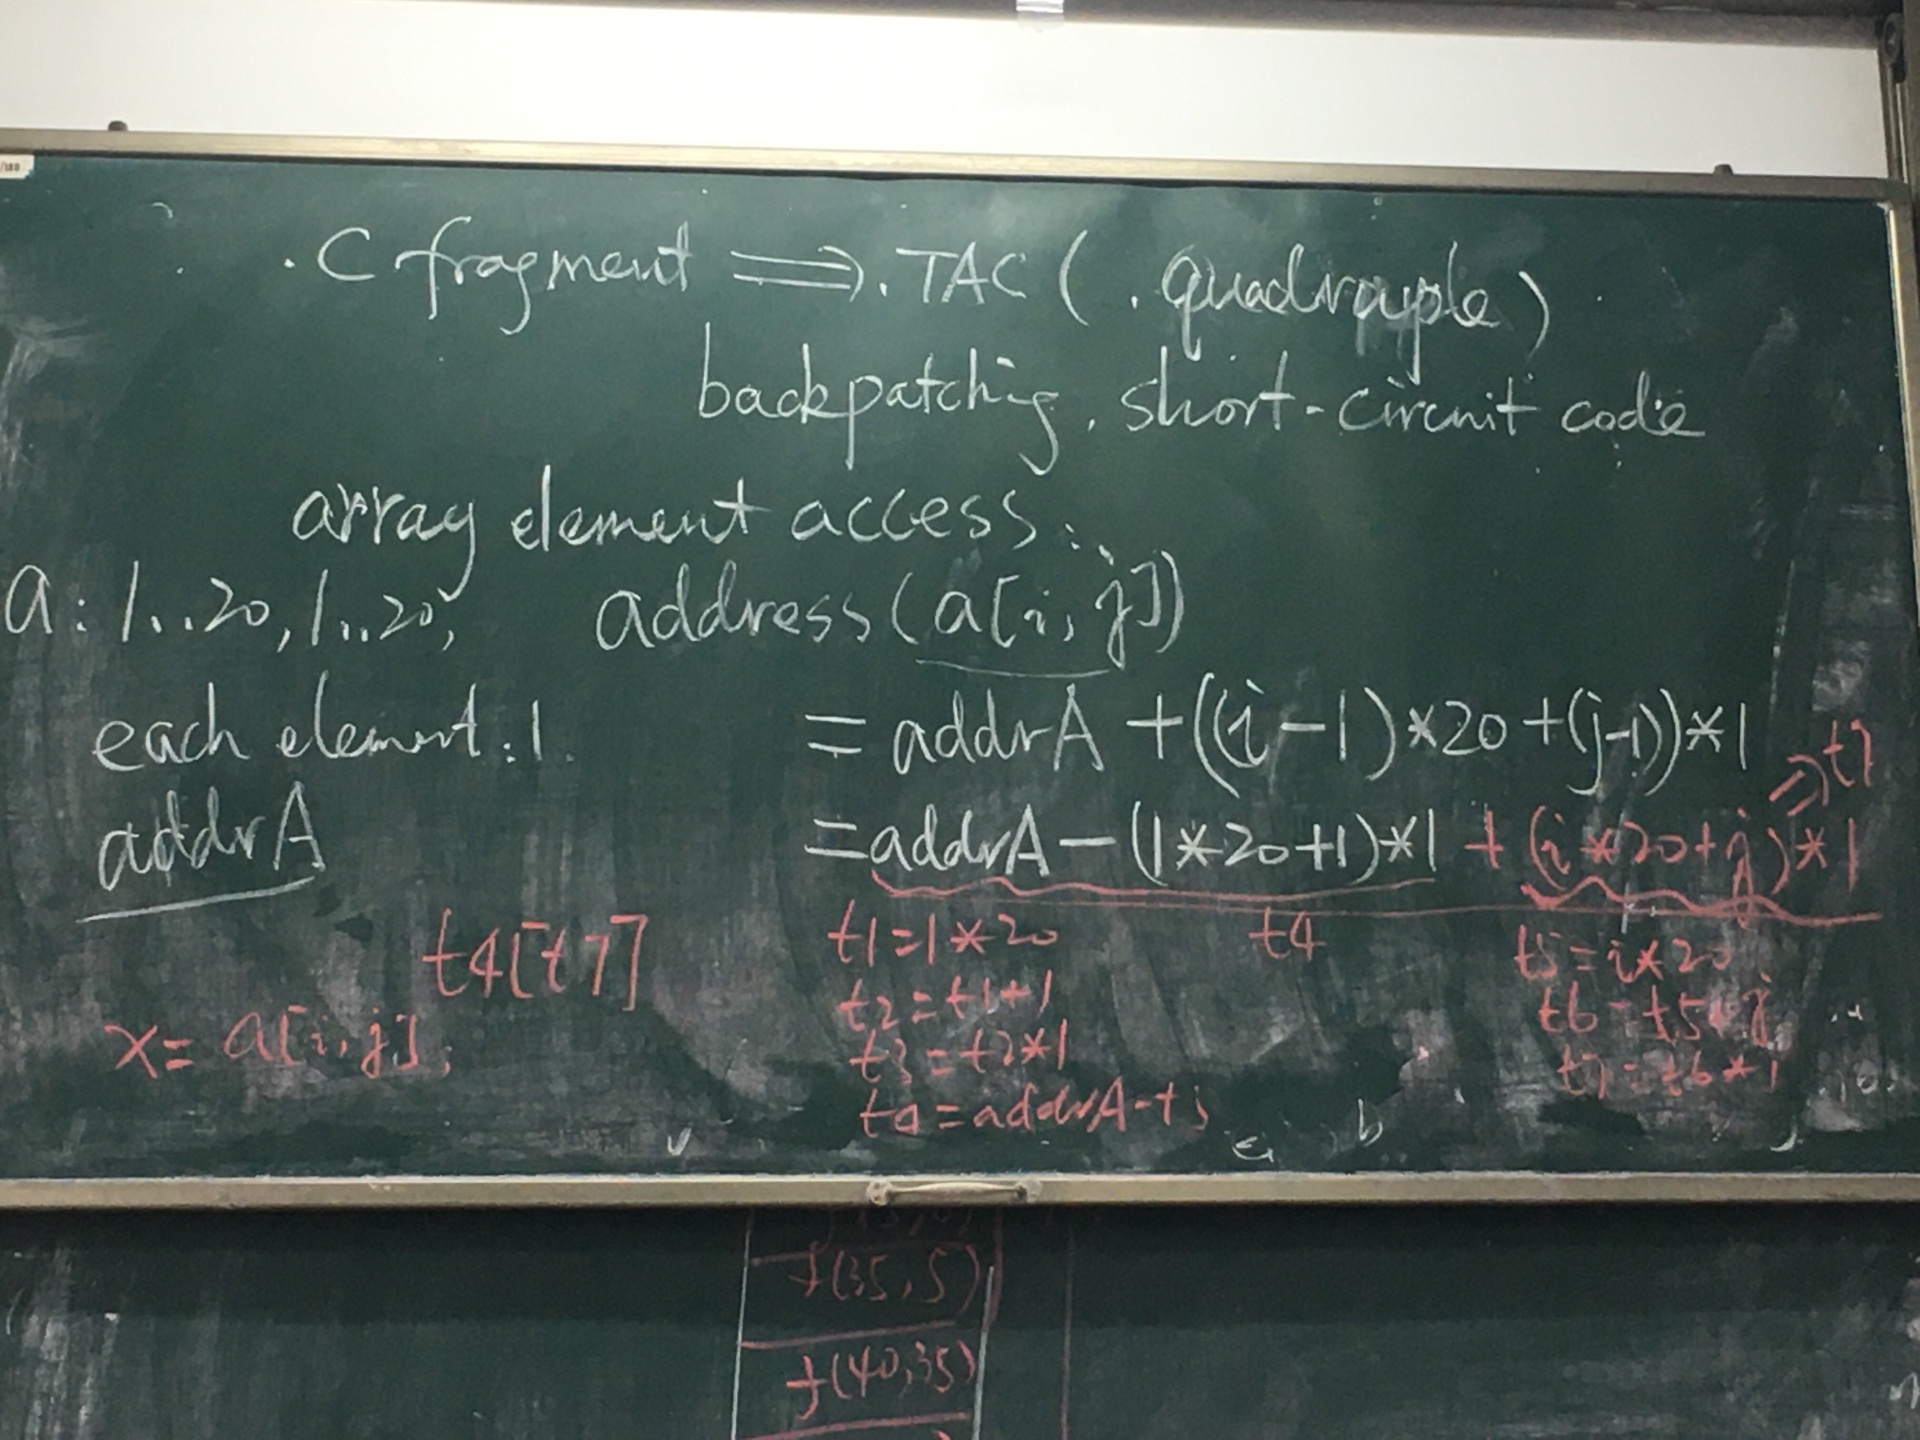 C fragment ⟹ TAC (quadruple)
backpatching, short-circuit code
array element access:
a: 1..20, 1..20;
address(a[i, j])
each element: 1.
= addrA + ((i-1)*20+(j-1))*1
addrA
= addrA - (1*20+1)*1 + (i*20+j)*1 ⇒ t7
t4[t7]
x = a[i, j];
t4
t1 = 1*20
t2 = t1+1
t3 = t2*1
t4 = addrA-t3
t5 = i*20
t6 = t5+j
t7 = t6*1
b
f(35, 5)
f(40, 35)